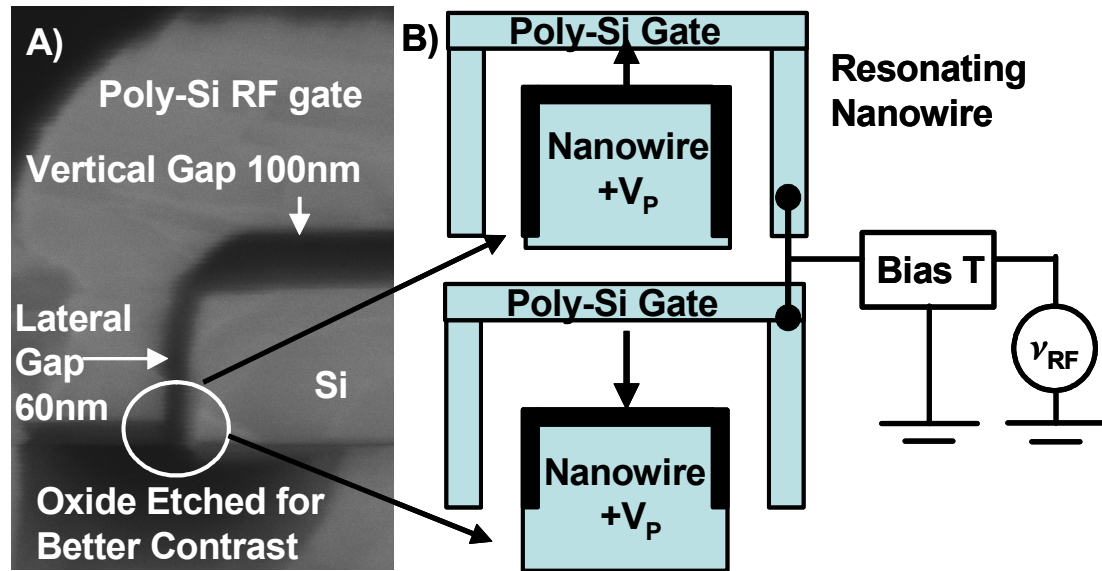 A)
Poly-Si RF gate
Vertical Gap 100nm
Lateral
Gap
60nm
Si
Oxide Etched for
Better Contrast
B)
Poly-Si Gate
Nanowire
+VP
Resonating
Nanowire
Poly-Si Gate
Nanowire
+VP
Bias T
νRF